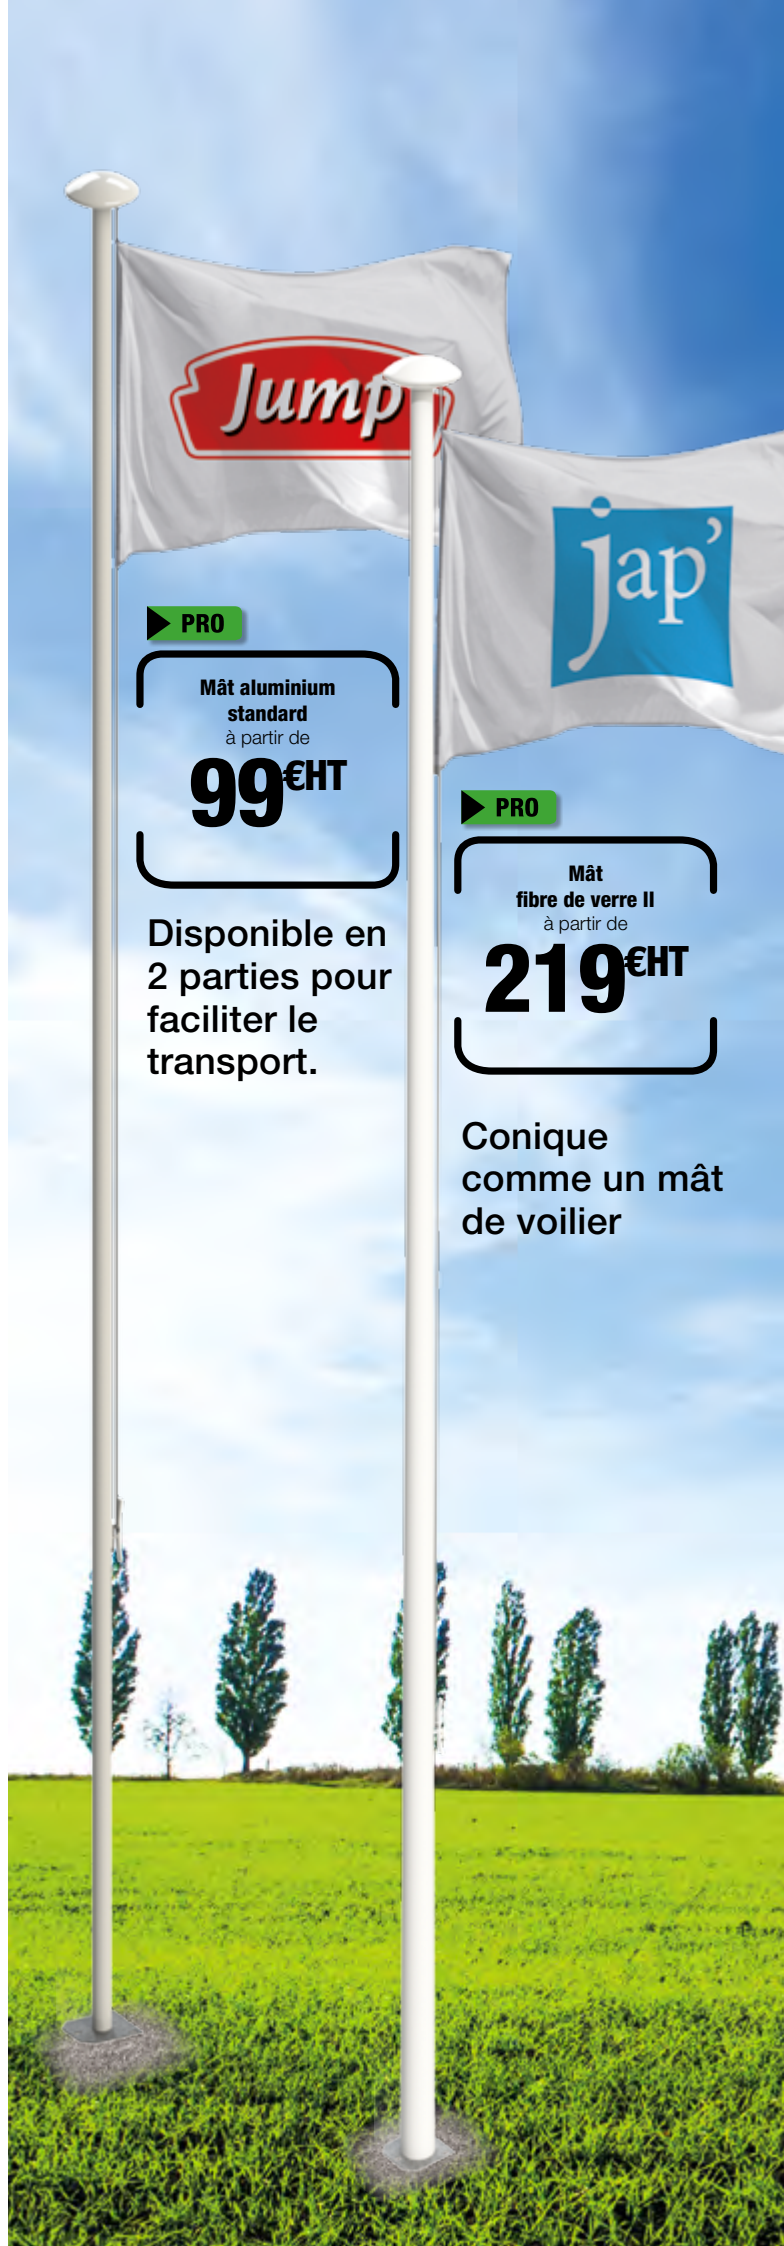 Jump
jap’
PRO
Mât aluminium
standard
à partir de
99€HT
Disponible en
2 parties pour
faciliter le
transport.
PRO
Mât
fibre de verre II
à partir de
219€HT
Conique
comme un mât
de voilier